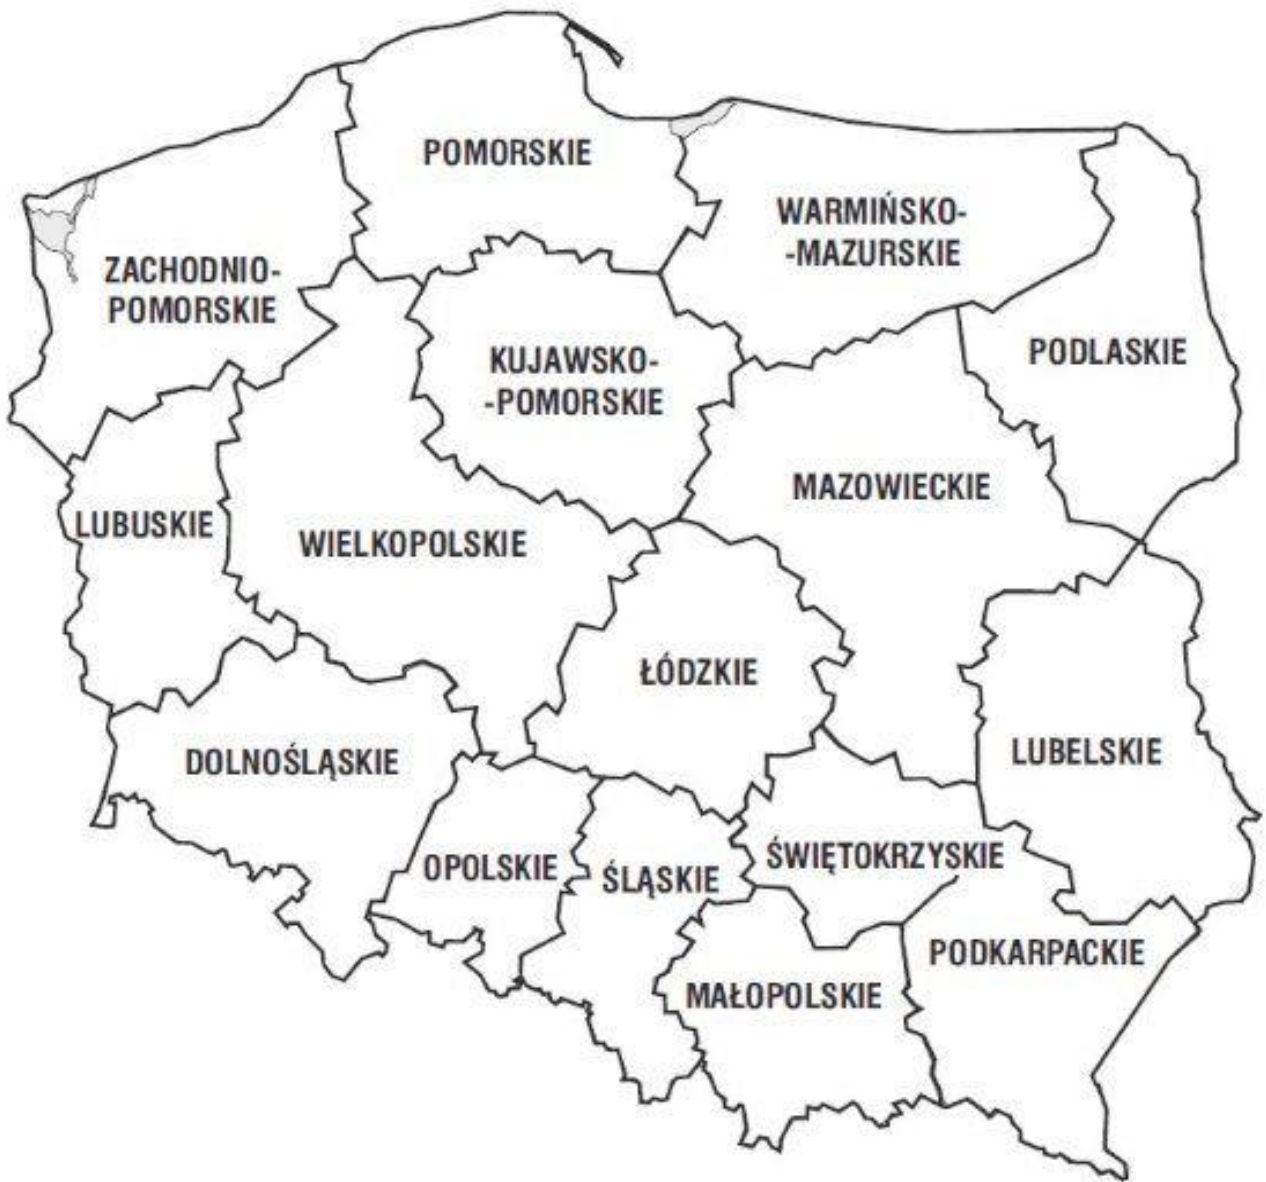 POMORSKIE
WARMIŃSKO-
-MAZURSKIE
ZACHODNIO-
POMORSKIE
KUJAWSKO-
-POMORSKIE
PODLASKIE
MAZOWIECKIE
LUBUSKIE
WIELKOPOLSKIE
ŁÓDZKIE
LUBELSKIE
DOLNOŚLĄSKIE
OPOLSKIE
ŚLĄSKIE
ŚWIĘTOKRZYSKIE
PODKARPACKIE
MAŁOPOLSKIE